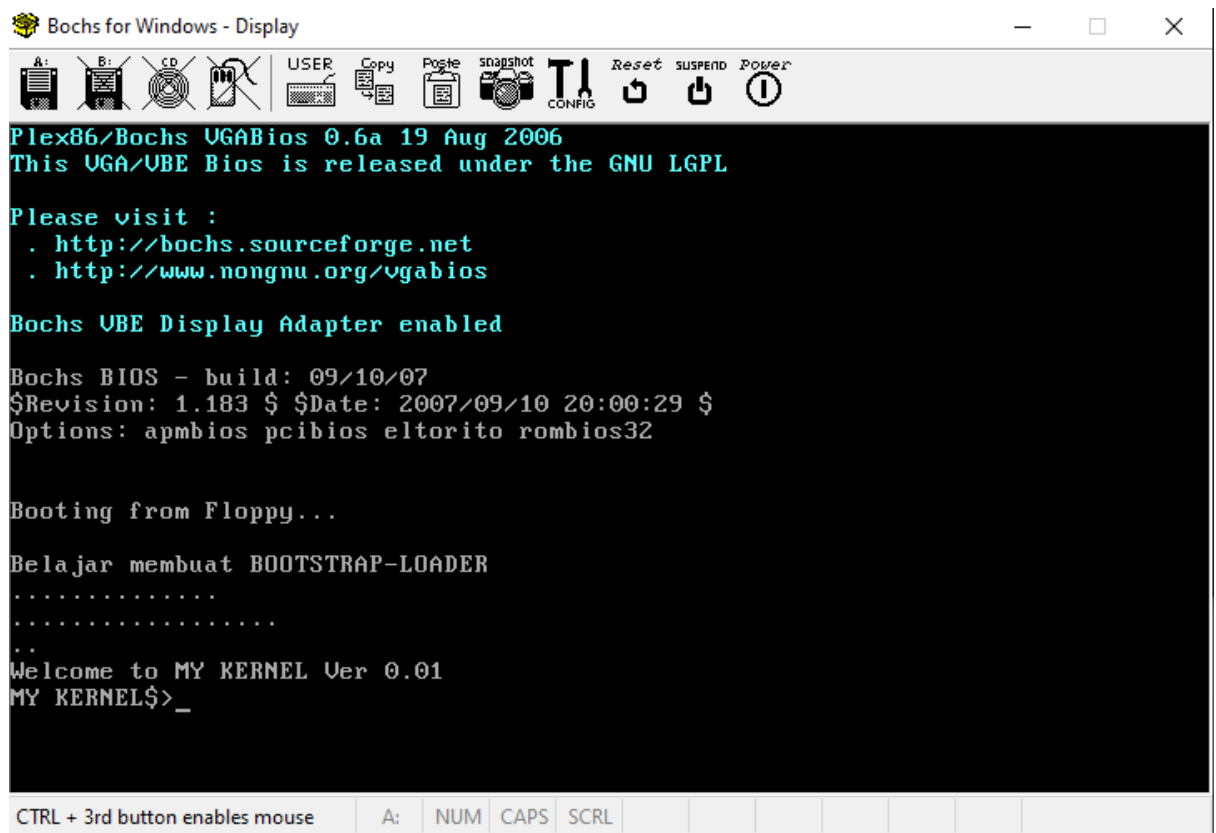 Bochs for Windows - Display
A: B: CD USER Copy Poste snapshot CONFIG Reset SUSPEND Power
Plex86/Bochs VGABios 0.6a 19 Aug 2006
This VGA/VBE Bios is released under the GNU LGPL
Please visit :
. http://bochs.sourceforge.net
. http://www.nongnu.org/vgabios
Bochs VBE Display Adapter enabled
Bochs BIOS - build: 09/10/07
$Revision: 1.183 $ $Date: 2007/09/10 20:00:29 $
Options: apmbios pcibios eltorito rombios32
Booting from Floppy...
Belajar membuat BOOTSTRAP-LOADER
..............
..................
..
Welcome to MY KERNEL Ver 0.01
MY KERNEL$>_
CTRL + 3rd button enables mouse A: NUM CAPS SCRL